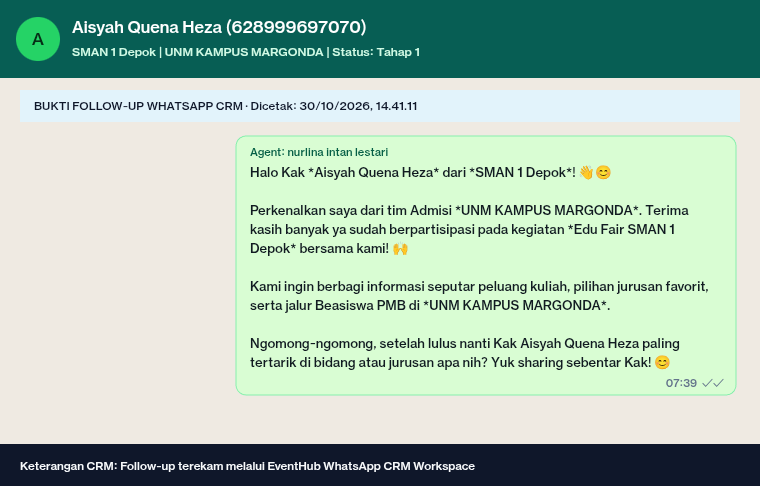 A
Aisyah Quena Heza (628999697070)
SMAN 1 Depok | UNM KAMPUS MARGONDA | Status: Tahap 1
BUKTI FOLLOW-UP WHATSAPP CRM · Dicetak: 30/10/2026, 14.41.11
Agent: nurlina intan lestari
Halo Kak *Aisyah Quena Heza* dari *SMAN 1 Depok*! 👋😊
Perkenalkan saya dari tim Admisi *UNM KAMPUS MARGONDA*. Terima
kasih banyak ya sudah berpartisipasi pada kegiatan *Edu Fair SMAN 1
Depok* bersama kami! 🙌
Kami ingin berbagi informasi seputar peluang kuliah, pilihan jurusan favorit,
serta jalur Beasiswa PMB di *UNM KAMPUS MARGONDA*.
Ngomong-ngomong, setelah lulus nanti Kak Aisyah Quena Heza paling
tertarik di bidang atau jurusan apa nih? Yuk sharing sebentar Kak! 😊
07:39
Keterangan CRM: Follow-up terekam melalui EventHub WhatsApp CRM Workspace